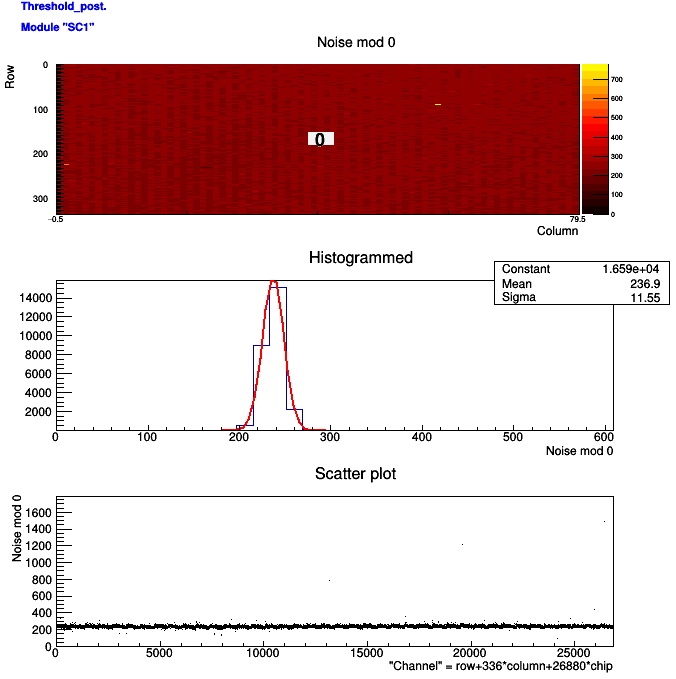 Threshold_post.
Module "SC1"
Noise mod 0
Row
0
100
200
300
0
700
600
500
400
300
200
100
0
−0.5
79.5
Column
Histogrammed
Constant 1.659e+04
Mean 236.9
Sigma 11.55
14000
12000
10000
8000
6000
4000
2000
0 100 200 300 400 500 600
Noise mod 0
Scatter plot
Noise mod 0
1600
1400
1200
1000
800
600
400
200
0
0 5000 10000 15000 20000 25000
"Channel" = row+336*column+26880*chip